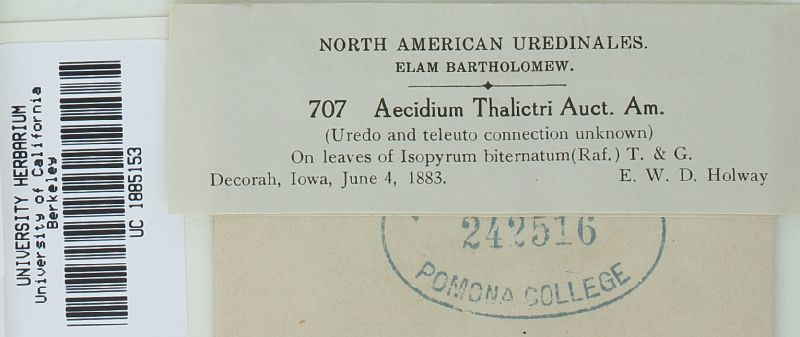 NORTH AMERICAN UREDINALES.
ELAM BARTHOLOMEW.
707 Aecidium Thalictri Auct. Am.
(Uredo and teleuto connection unknown)
On leaves of Isopyrum biternatum(Raf.) T. & G.
Decorah, Iowa, June 4, 1883. E. W. D. Holway
UNIVERSITY HERBARIUM
University of California
Berkeley
UC 1885153
242516
POMONA COLLEGE